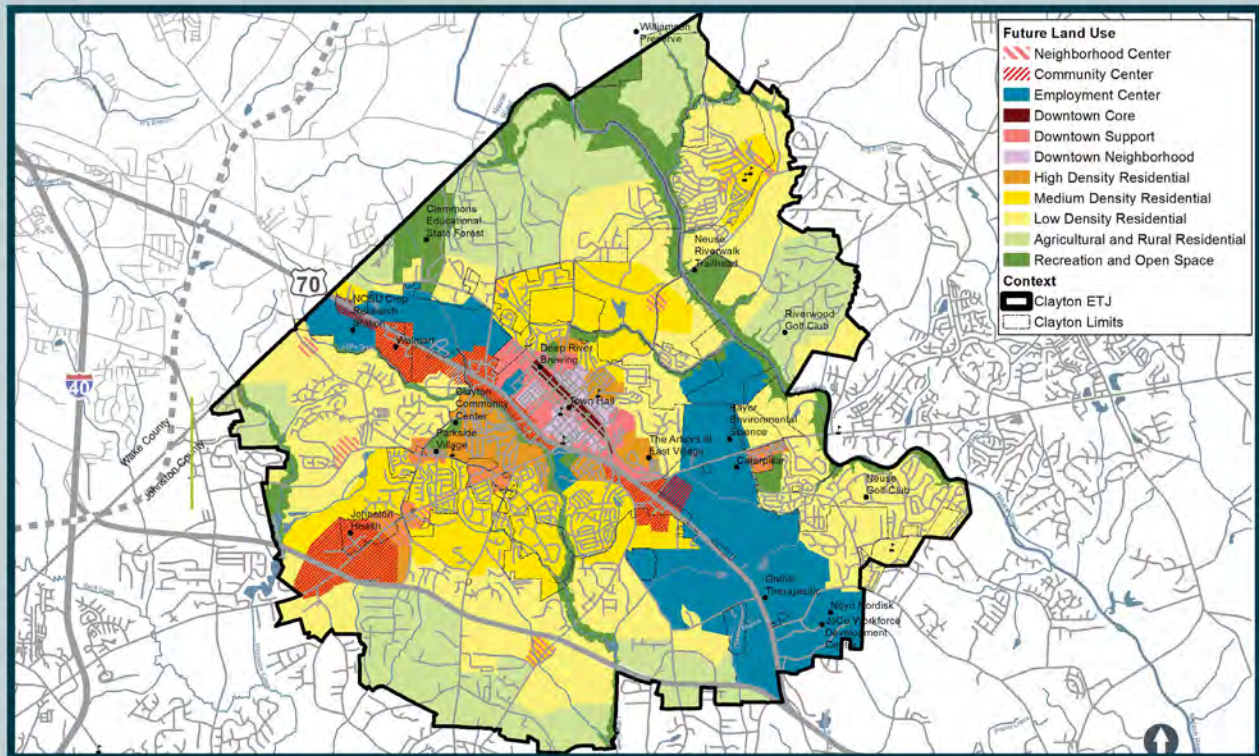 Williamson
Preserve
Future Land Use
Neighborhood Center
Community Center
Employment Center
Downtown Core
Downtown Support
Downtown Neighborhood
High Density Residential
Medium Density Residential
Low Density Residential
Agricultural and Rural Residential
Recreation and Open Space
Context
Clayton ETJ
Clayton Limits
Clemmons
Educational
State Forest
Neuse
Riverwalk
Trailhead
70
NCSU Crop
Research
Station
Riverwood
Golf Club
Walmart
Deep River
Brewing
40
Clayton
Community
Center
Town Hall
Bayer
Environmental
Science
Parkside
Village
The Arbors at
East Village
Caterpillar
Wake County
Johnston County
Neuse
Golf Club
Johnston
Health
Grifols
Therapeutic
Novo Nordisk
JoCo Workforce
Development